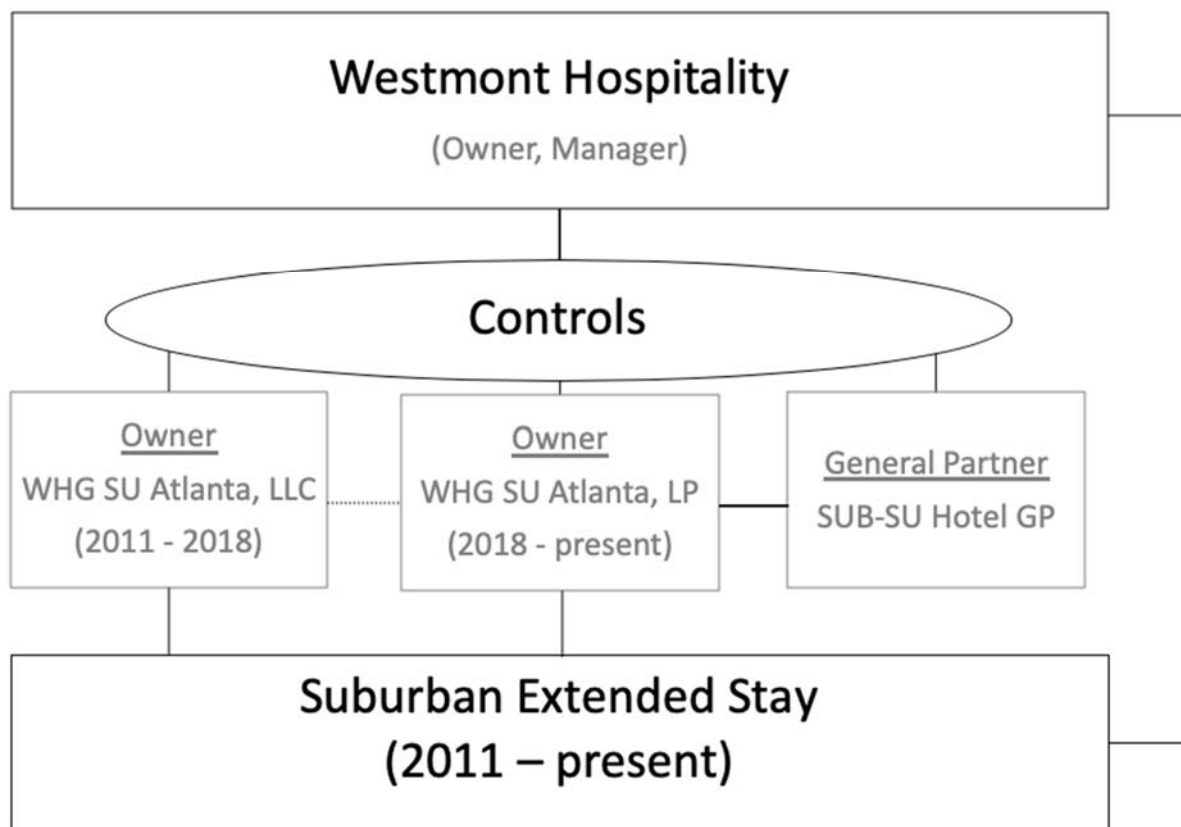 Westmont Hospitality
(Owner, Manager)
Controls
Owner
WHG SU Atlanta, LLC
(2011 - 2018)
Owner
WHG SU Atlanta, LP
(2018 - present)
General Partner
SUB-SU Hotel GP
Suburban Extended Stay
(2011 – present)